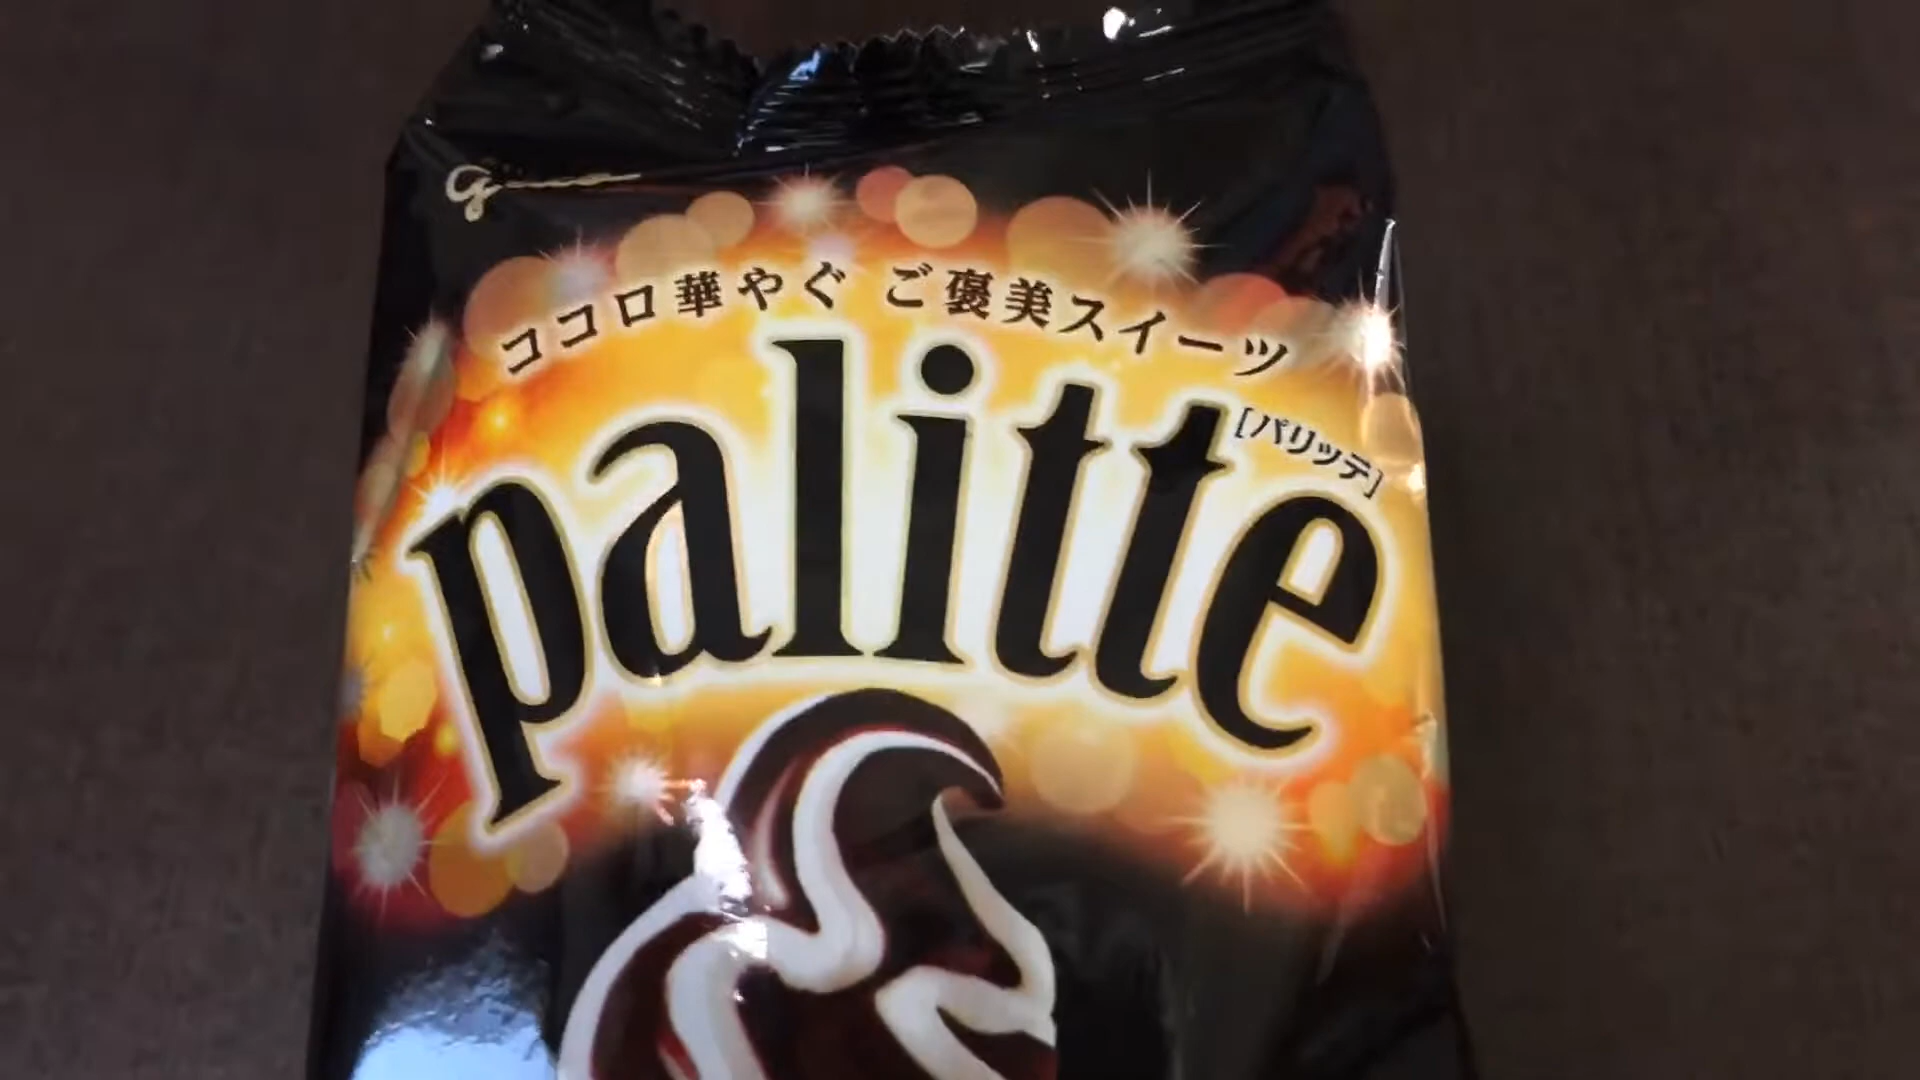 ココロ華やぐ ご褒美スイーツ
palitte
[パリッテ]